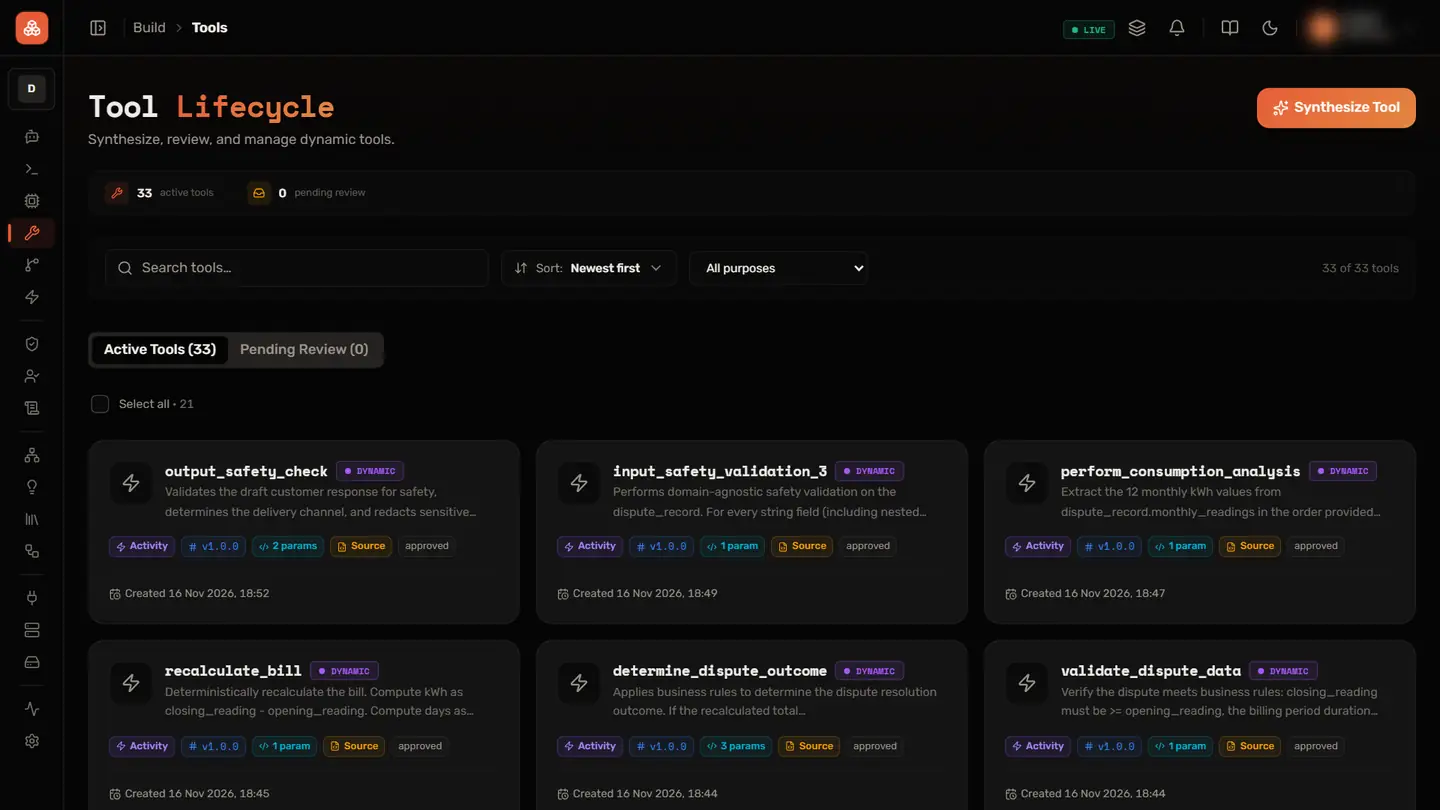 Build > Tools
LIVE
D
Tool Lifecycle
Synthesize, review, and manage dynamic tools.
Synthesize Tool
33 active tools
0 pending review
Search tools…
Sort: Newest first
All purposes
33 of 33 tools
Active Tools (33)
Pending Review (0)
Select all • 21
output_safety_check
DYNAMIC
Validates the draft customer response for safety,
determines the delivery channel, and redacts sensitive…
Activity
# v1.0.0
</> 2 params
Source
approved
Created 16 Nov 2026, 18:52
input_safety_validation_3
DYNAMIC
Performs domain-agnostic safety validation on the
dispute_record. For every string field (including nested…
Activity
# v1.0.0
</> 1 param
Source
approved
Created 16 Nov 2026, 18:49
perform_consumption_analysis
DYNAMIC
Extract the 12 monthly kWh values from
dispute_record.monthly_readings in the order provided…
Activity
# v1.0.0
</> 1 param
Source
approved
Created 16 Nov 2026, 18:47
recalculate_bill
DYNAMIC
Deterministically recalculate the bill. Compute kWh as
closing_reading - opening_reading. Compute days as…
Activity
# v1.0.0
</> 1 param
Source
approved
Created 16 Nov 2026, 18:45
determine_dispute_outcome
DYNAMIC
Applies business rules to determine the dispute resolution
outcome. If the recalculated total…
Activity
# v1.0.0
</> 3 params
Source
approved
Created 16 Nov 2026, 18:44
validate_dispute_data
DYNAMIC
Verify the dispute meets business rules: closing_reading
must be >= opening_reading, the billing period duration…
Activity
# v1.0.0
</> 1 param
Source
approved
Created 16 Nov 2026, 18:44